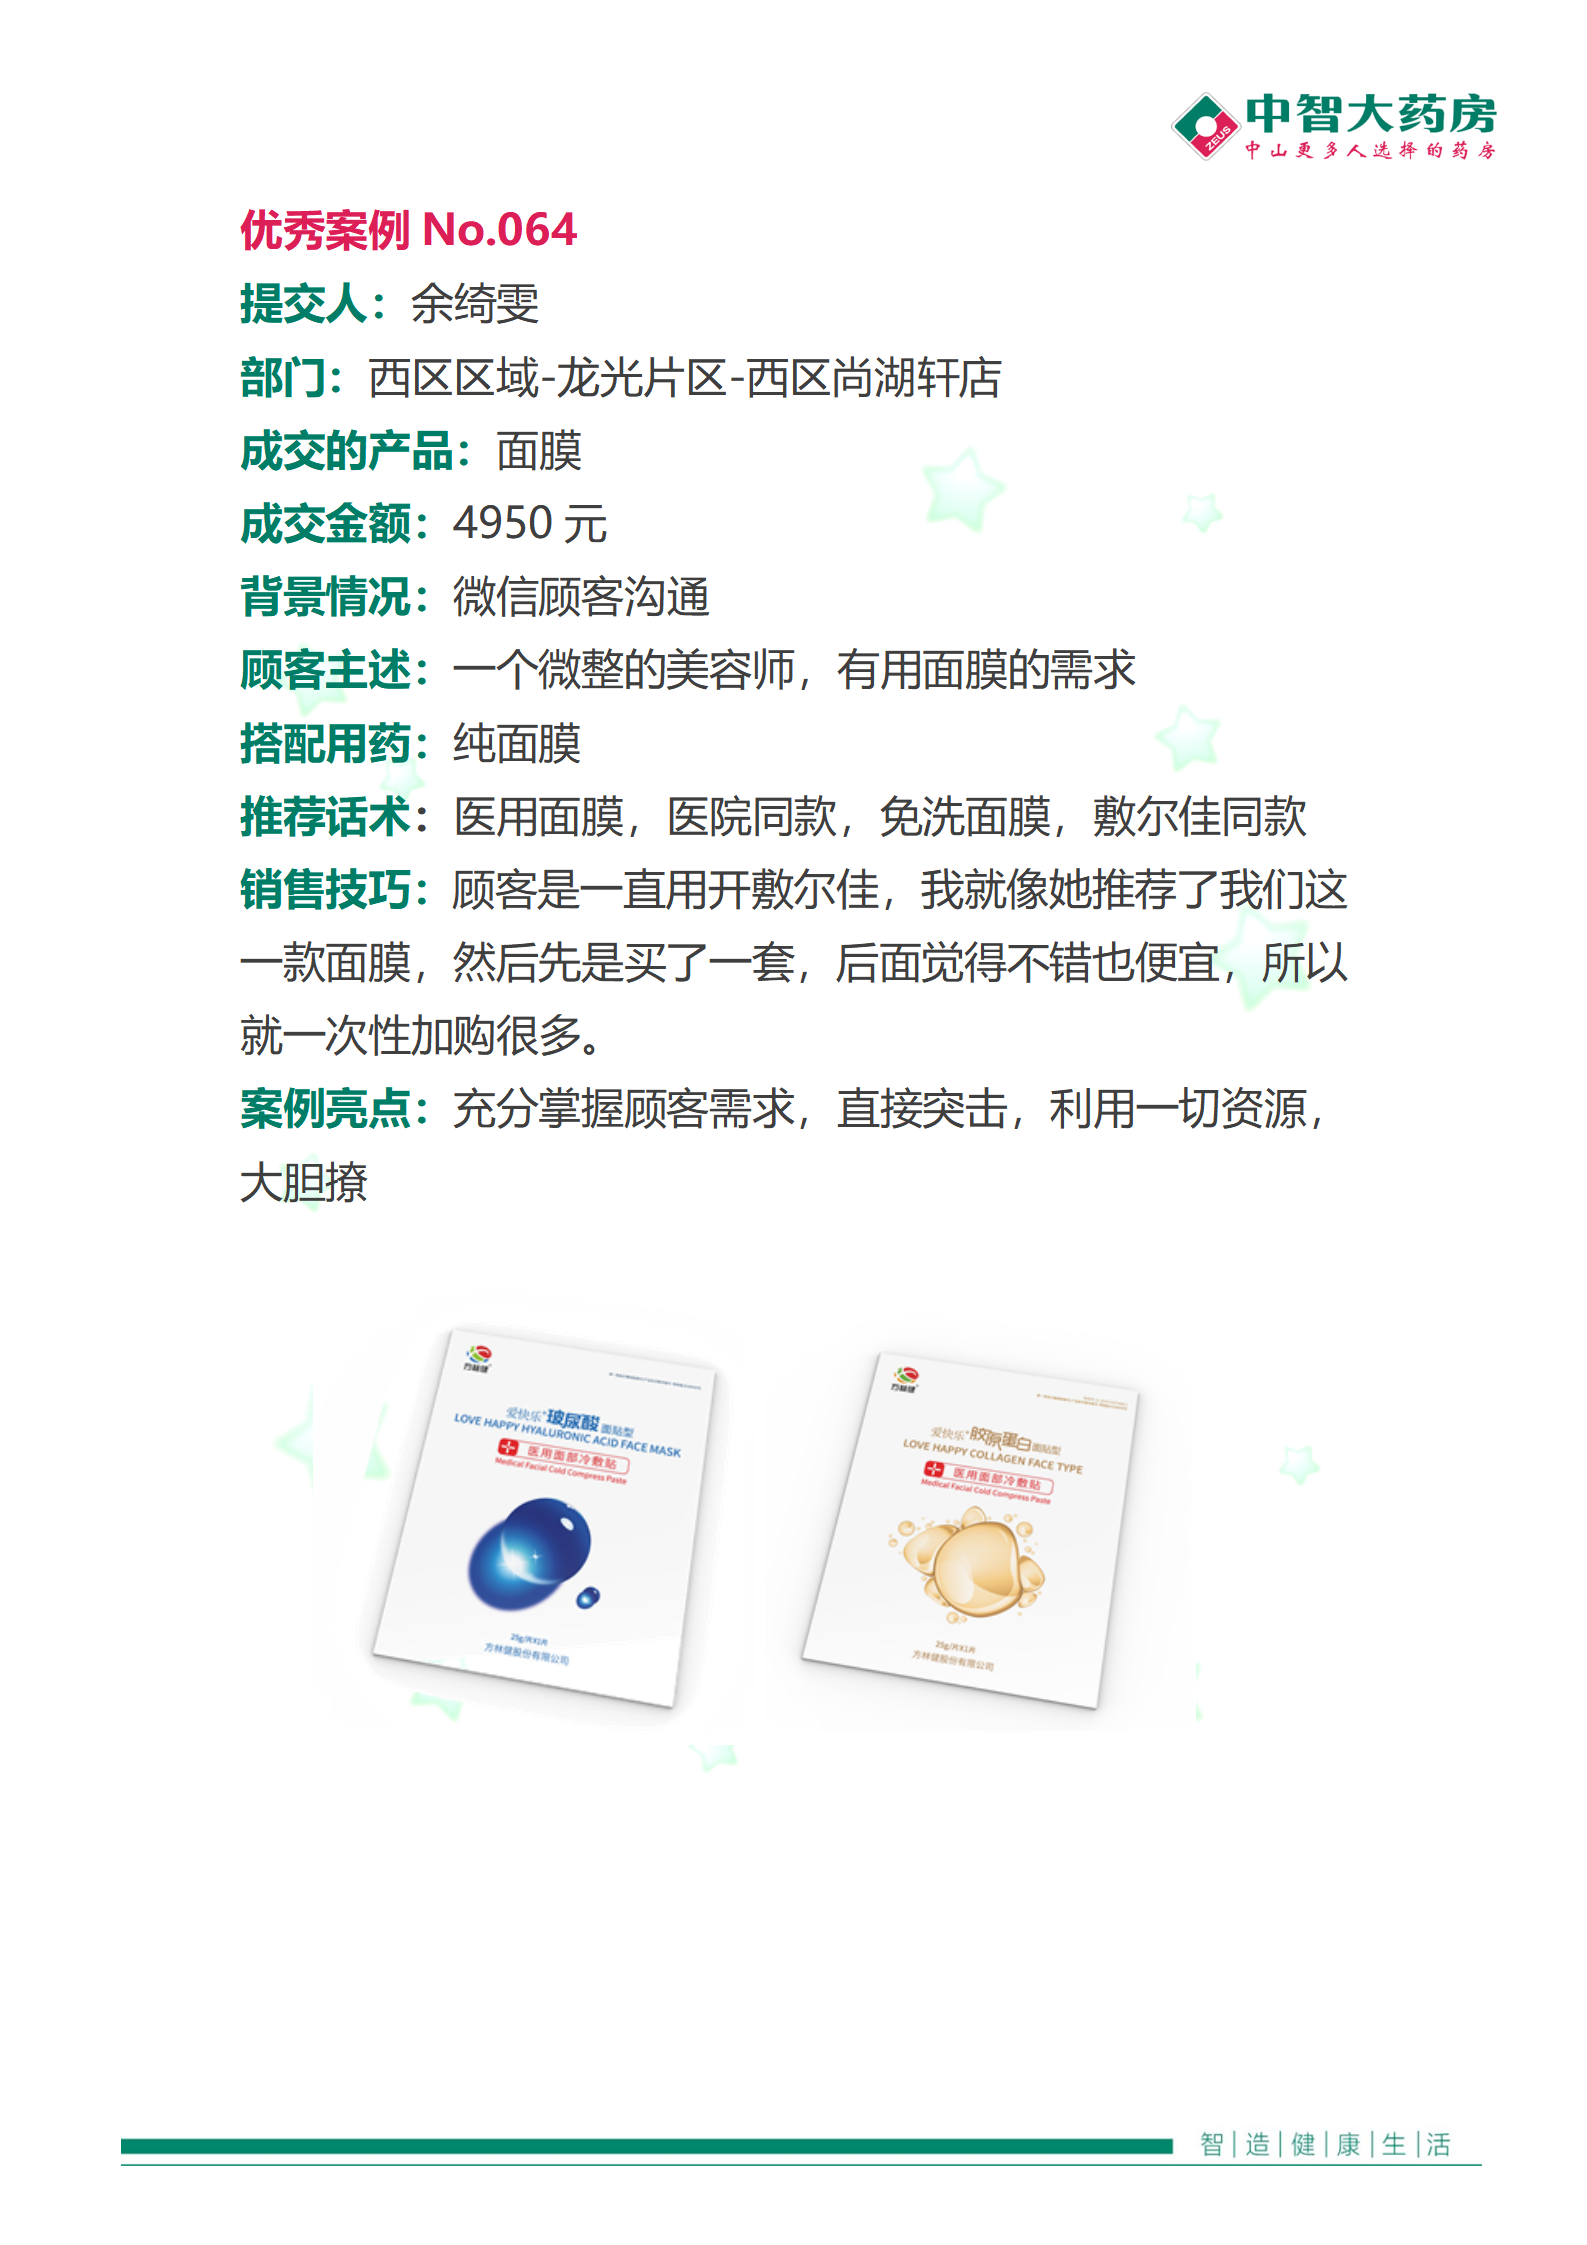 中智大药房
ZEUS
中山更多人选择的药房
优秀案例 No.064
提交人：余绮雯
部门：西区区域-龙光片区-西区尚湖轩店
成交的产品：面膜
成交金额：4950 元
背景情况：微信顾客沟通
顾客主述：一个微整的美容师，有用面膜的需求
搭配用药：纯面膜
推荐话术：医用面膜，医院同款，免洗面膜，敷尔佳同款
销售技巧：顾客是一直用开敷尔佳，我就像她推荐了我们这
一款面膜，然后先是买了一套，后面觉得不错也便宜，所以
就一次性加购很多。
案例亮点：充分掌握顾客需求，直接突击，利用一切资源，
大胆撩
方林健
爱快乐®玻尿酸面贴型
LOVE HAPPY HYALURONIC ACID FACE MASK
医用面部冷敷贴
Medical Facial Cold Compress Paste
25g/片X1片
方林健股份有限公司
方林健
爱快乐®胶原蛋白面贴型
LOVE HAPPY COLLAGEN FACE TYPE
医用面部冷敷贴
Medical Facial Cold Compress Paste
25g/片X1片
方林健股份有限公司
智|造|健|康|生|活